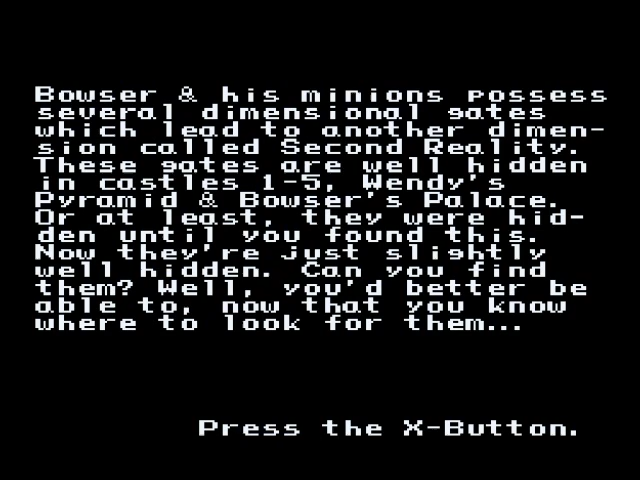 Bowser & his minions possess
several dimensional gates
which lead to another dimen-
sion called Second Reality.
These gates are well hidden
in castles 1-5, Wendy's
Pyramid & Bowser's Palace.
Or at least, they were hid-
den until you found this.
Now they're just slightly
well hidden. Can you find
them? Well, you'd better be
able to, now that you know
where to look for them...
Press the X-Button.